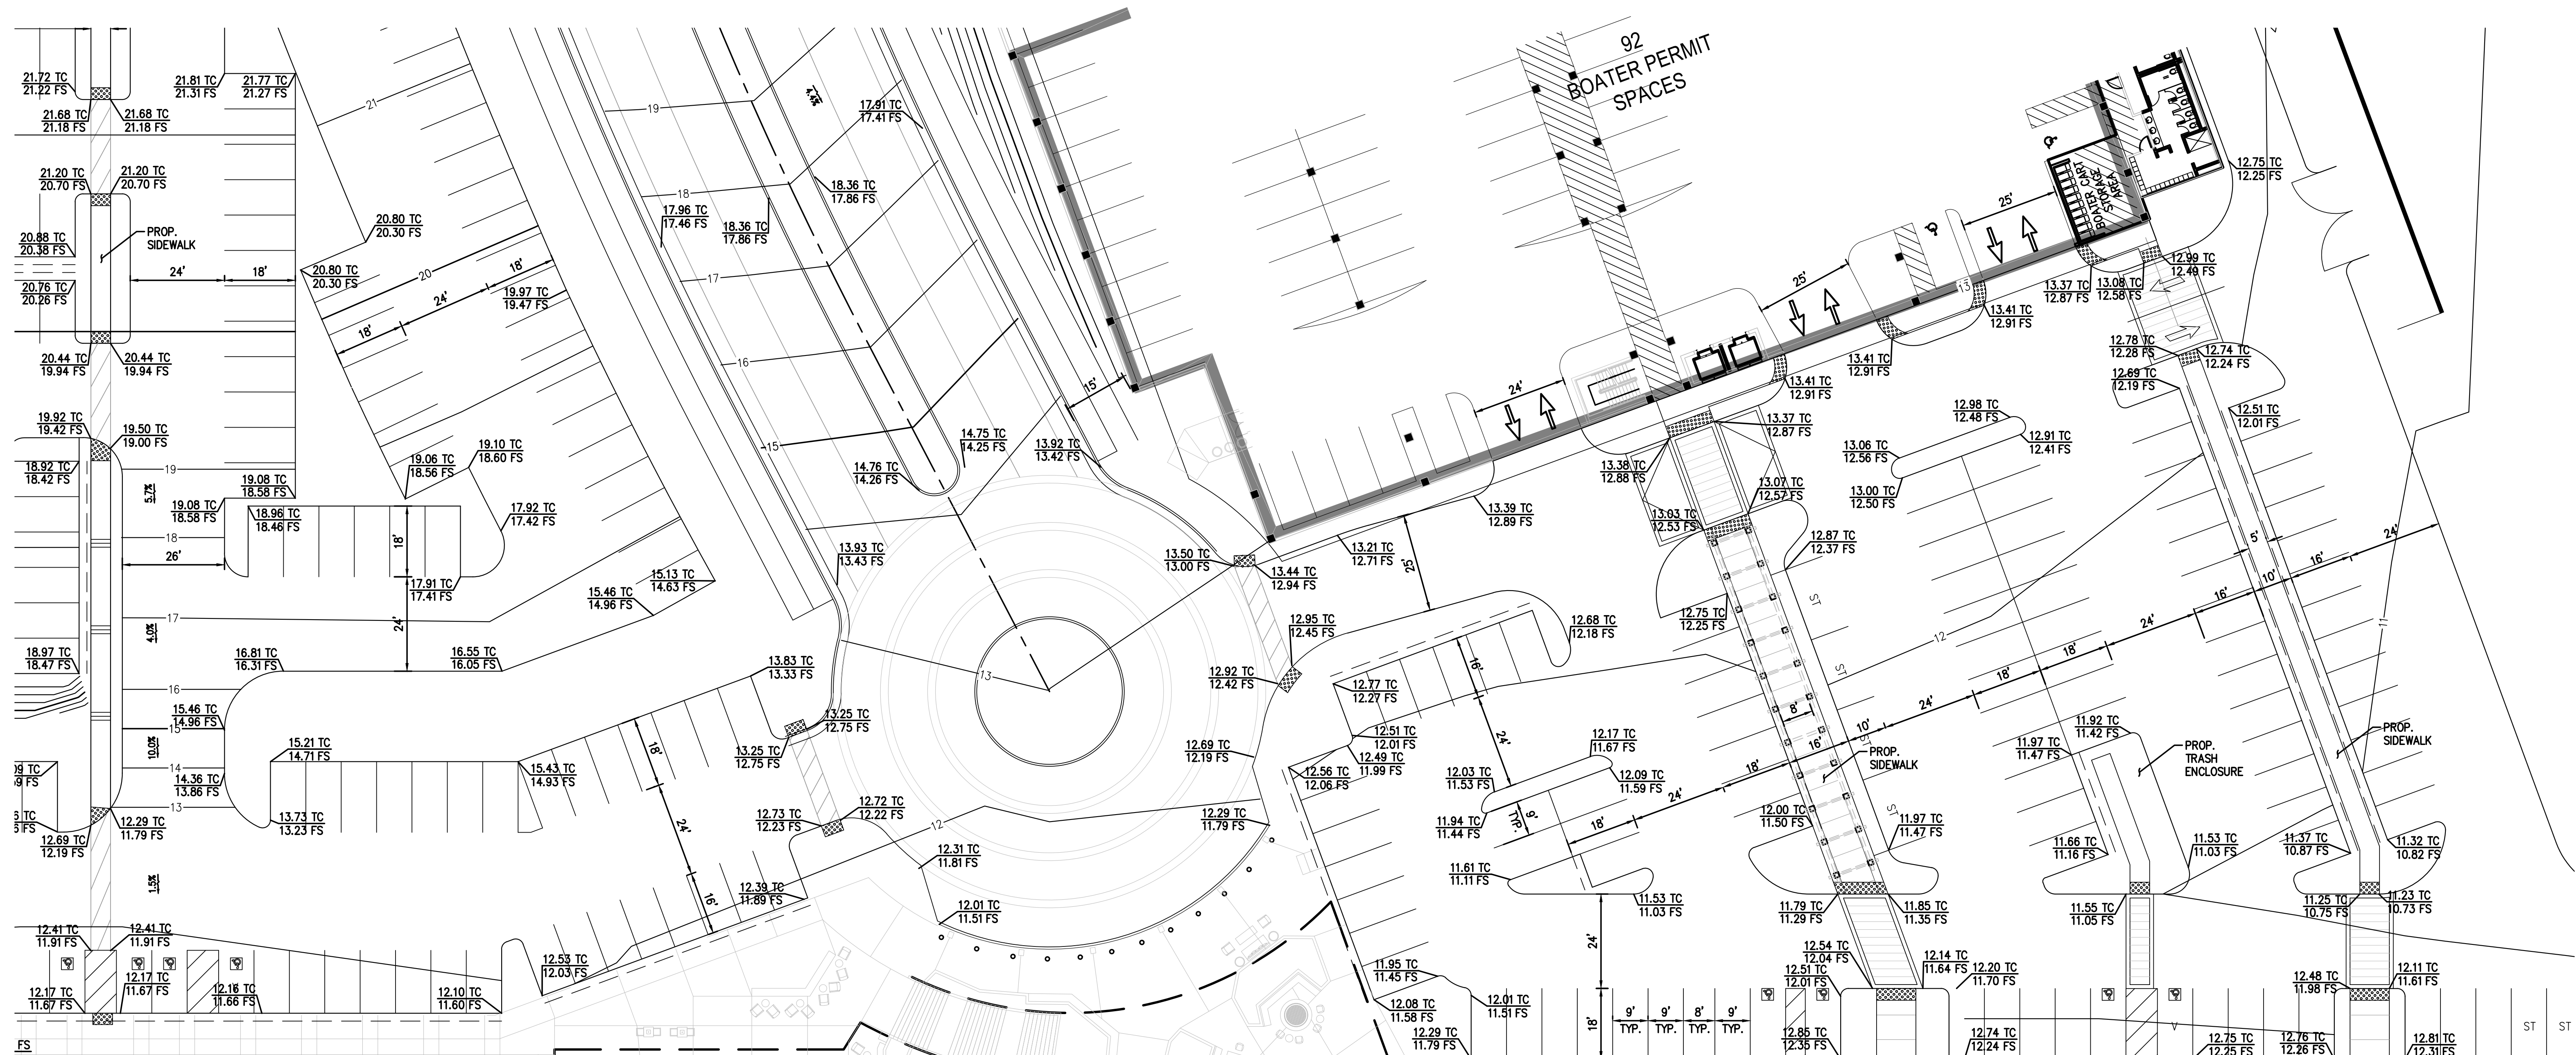 92
BOATER PERMIT
SPACES
21.72 TC
21.22 FS
21.81 TC
21.31 FS
21.77 TC
21.27 FS
21
21.68 TC
21.18 FS
21.68 TC
21.18 FS
21.20 TC
20.70 FS
21.20 TC
20.70 FS
20.88 TC
20.38 FS
PROP.
SIDEWALK
20.80 TC
20.30 FS
24'
18'
20.76 TC
20.26 FS
20.80 TC
20.30 FS
20
18'
24'
18'
19.97 TC
19.47 FS
20.44 TC
19.94 FS
20.44 TC
19.94 FS
19.92 TC
19.42 FS
19.50 TC
19.00 FS
18.92 TC
18.42 FS
19
5.7%
19.08 TC
18.58 FS
19.08 TC
18.58 FS
19.06 TC
18.56 FS
19.10 TC
18.60 FS
18.96 TC
18.46 FS
17.92 TC
17.42 FS
18
26'
18'
17.91 TC
17.41 FS
24'
17
4.0%
18.97 TC
18.47 FS
16.81 TC
16.31 FS
16.55 TC
16.05 FS
15.46 TC
14.96 FS
15.13 TC
14.63 FS
16
15.46 TC
14.96 FS
15
10.0%
15.21 TC
14.71 FS
14
14.36 TC
13.86 FS
15.43 TC
14.93 FS
13
13.73 TC
13.23 FS
12.69 TC
12.19 FS
12.29 TC
11.79 FS
1.5%
12.41 TC
11.91 FS
12.41 TC
11.91 FS
12.17 TC
11.67 FS
12.17 TC
11.67 FS
12.16 TC
11.66 FS
12.10 TC
11.60 FS
12.53 TC
12.03 FS
FS
19
4.4%
17.91 TC
17.41 FS
18
18.36 TC
17.86 FS
17.96 TC
17.46 FS
18.36 TC
17.86 FS
17
16
15'
15
14.75 TC
14.25 FS
14.76 TC
14.26 FS
13.92 TC
13.42 FS
13.93 TC
13.43 FS
13.50 TC
13.00 FS
13.44 TC
12.94 FS
13.83 TC
13.33 FS
13
13.25 TC
12.75 FS
13.25 TC
12.75 FS
18'
24'
16'
12.73 TC
12.23 FS
12.72 TC
12.22 FS
12
12.31 TC
11.81 FS
12.39 TC
11.89 FS
12.01 TC
11.51 FS
12.95 TC
12.45 FS
12.92 TC
12.42 FS
12.69 TC
12.19 FS
12.29 TC
11.79 FS
24'
25'
25'
BOATER CART
STORAGE
AREA
12.75 TC
12.25 FS
12.99 TC
12.49 FS
13.08 TC
12.58 FS
13.37 TC
12.87 FS
13
13.41 TC
12.91 FS
13.41 TC
12.91 FS
13.41 TC
12.91 FS
13.37 TC
12.87 FS
13.38 TC
12.88 FS
13.39 TC
12.89 FS
13.21 TC
12.71 FS
25'
13.07 TC
12.57 FS
13.03 TC
12.53 FS
12.87 TC
12.37 FS
12.68 TC
12.18 FS
12.75 TC
12.25 FS
12.77 TC
12.27 FS
16'
24'
12.51 TC
12.01 FS
12.49 TC
11.99 FS
12.56 TC
12.06 FS
12.17 TC
11.67 FS
12.03 TC
11.53 FS
12.09 TC
11.59 FS
9'
TYP.
11.94 TC
11.44 FS
18'
24'
18'
16'
10'
24'
18'
18'
24'
16'
10'
16'
24'
5'
8'
11.61 TC
11.11 FS
11.53 TC
11.03 FS
12.00 TC
11.50 FS
11.97 TC
11.47 FS
PROP.
SIDEWALK
ST
ST
ST
ST
12
12.78 TC
12.28 FS
12.74 TC
12.24 FS
12.69 TC
12.19 FS
12.51 TC
12.01 FS
12.98 TC
12.48 FS
12.91 TC
12.41 FS
13.06 TC
12.56 FS
13.00 TC
12.50 FS
11
11.92 TC
11.42 FS
11.97 TC
11.47 FS
PROP.
TRASH
ENCLOSURE
PROP.
SIDEWALK
11.66 TC
11.16 FS
11.53 TC
11.03 FS
11.37 TC
10.87 FS
11.32 TC
10.82 FS
11.79 TC
11.29 FS
11.85 TC
11.35 FS
11.55 TC
11.05 FS
11.25 TC
10.75 FS
11.23 TC
10.73 FS
24'
18'
11.95 TC
11.45 FS
12.08 TC
11.58 FS
12.01 TC
11.51 FS
12.29 TC
11.79 FS
9'
TYP.
9'
TYP.
8'
TYP.
9'
TYP.
12.54 TC
12.04 FS
12.51 TC
12.01 FS
12.14 TC
11.64 FS
12.20 TC
11.70 FS
12.85 TC
12.35 FS
12.74 TC
12.24 FS
12.48 TC
11.98 FS
12.11 TC
11.61 FS
V
12.75 TC
12.25 FS
12.76 TC
12.26 FS
12.81 TC
12.31 FS
ST
ST